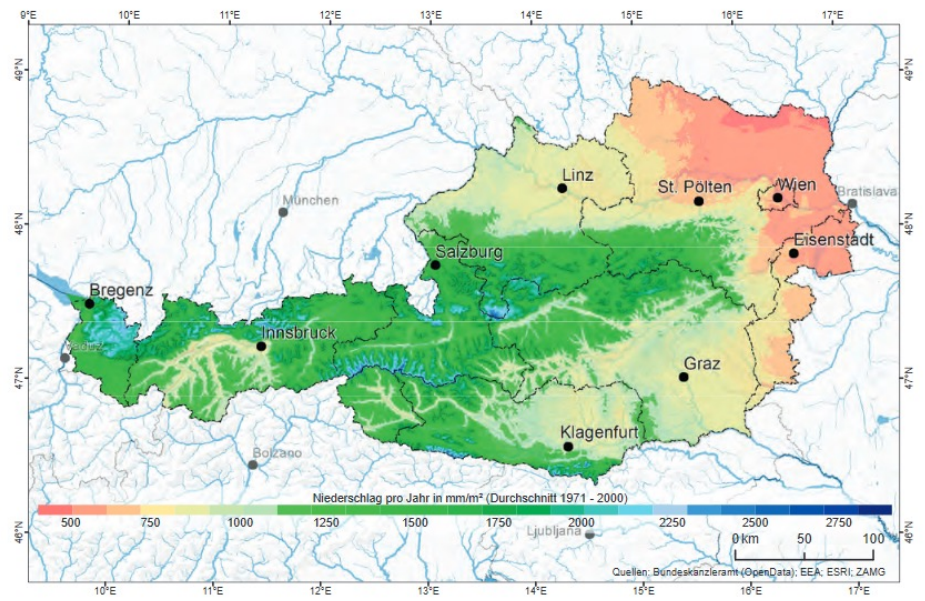 9°E 10°E 11°E 12°E 13°E 14°E 15°E 16°E 17°E
49°N 49°N
Linz
St. Pölten Wien
München Bratislava
48°N 48°N
Eisenstadt
Salzburg
Bregenz
Innsbruck
Vaduz
47°N Graz 47°N
Klagenfurt
Bolzano
Niederschlag pro Jahr in mm/m² (Durchschnitt 1971 - 2000)
500 750 1000 1250 1500 1750 2000 2250 2500 2750
46°N Ljubljana 46°N
0 km 50 100
Quellen: Bundeskanzleramt (OpenData); EEA; ESRI; ZAMG
10°E 11°E 12°E 13°E 14°E 15°E 16°E 17°E